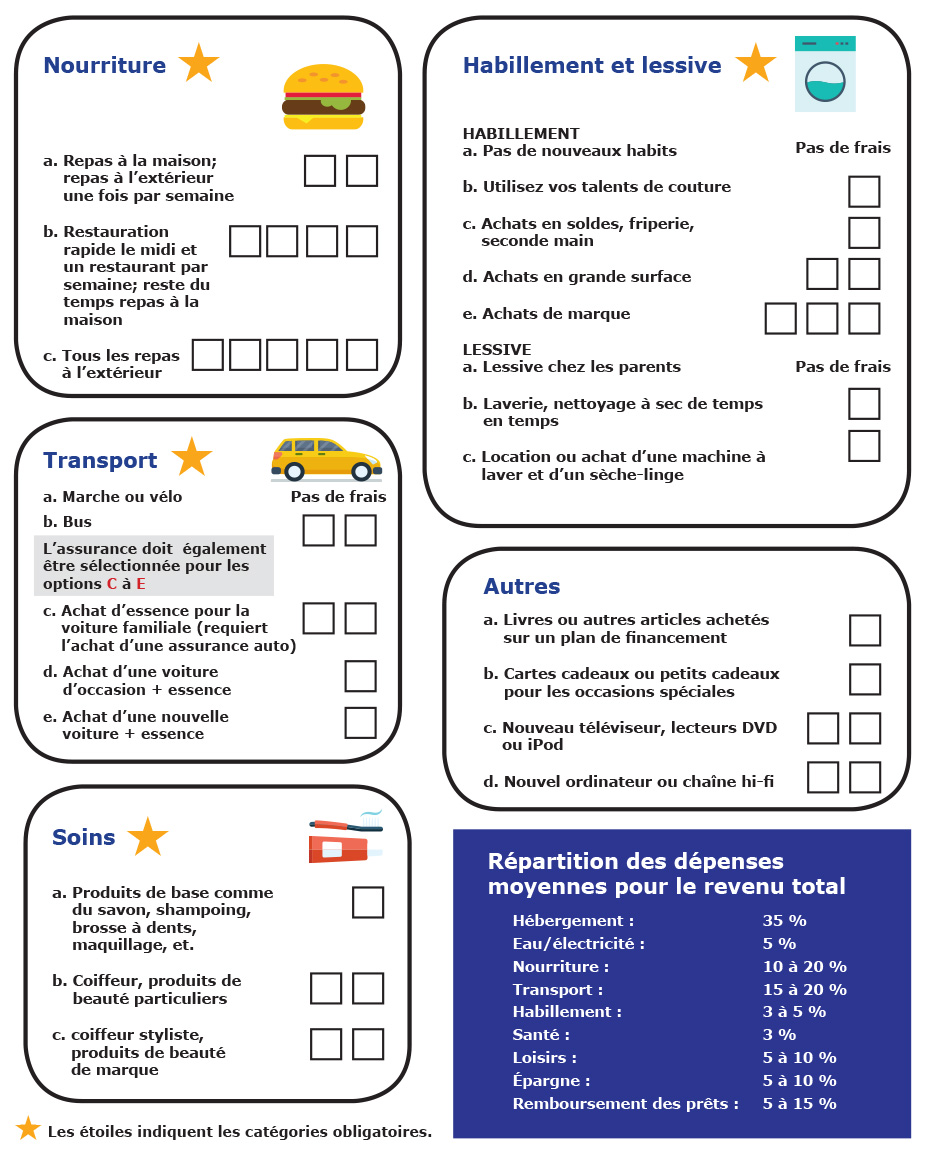 Nourriture
a. Repas à la maison;
repas à l’extérieur
une fois par semaine
b. Restauration
rapide le midi et
un restaurant par
semaine; reste du
temps repas à la
maison
c. Tous les repas
à l’extérieur
Transport
a. Marche ou vélo Pas de frais
b. Bus
L’assurance doit également
être sélectionnée pour les
options C à E
c. Achat d’essence pour la
voiture familiale (requiert
l’achat d’une assurance auto)
d. Achat d’une voiture
d’occasion + essence
e. Achat d’une nouvelle
voiture + essence
Soins
a. Produits de base comme
du savon, shampoing,
brosse à dents,
maquillage, et.
b. Coiffeur, produits de
beauté particuliers
c. coiffeur styliste,
produits de beauté
de marque
Les étoiles indiquent les catégories obligatoires.
Habillement et lessive
HABILLEMENT
a. Pas de nouveaux habits Pas de frais
b. Utilisez vos talents de couture
c. Achats en soldes, friperie,
seconde main
d. Achats en grande surface
e. Achats de marque
LESSIVE
a. Lessive chez les parents Pas de frais
b. Laverie, nettoyage à sec de temps
en temps
c. Location ou achat d’une machine à
laver et d’un sèche-linge
Autres
a. Livres ou autres articles achetés
sur un plan de financement
b. Cartes cadeaux ou petits cadeaux
pour les occasions spéciales
c. Nouveau téléviseur, lecteurs DVD
ou iPod
d. Nouvel ordinateur ou chaîne hi-fi
Répartition des dépenses
moyennes pour le revenu total
Hébergement : 35 %
Eau/électricité : 5 %
Nourriture : 10 à 20 %
Transport : 15 à 20 %
Habillement : 3 à 5 %
Santé : 3 %
Loisirs : 5 à 10 %
Épargne : 5 à 10 %
Remboursement des prêts : 5 à 15 %